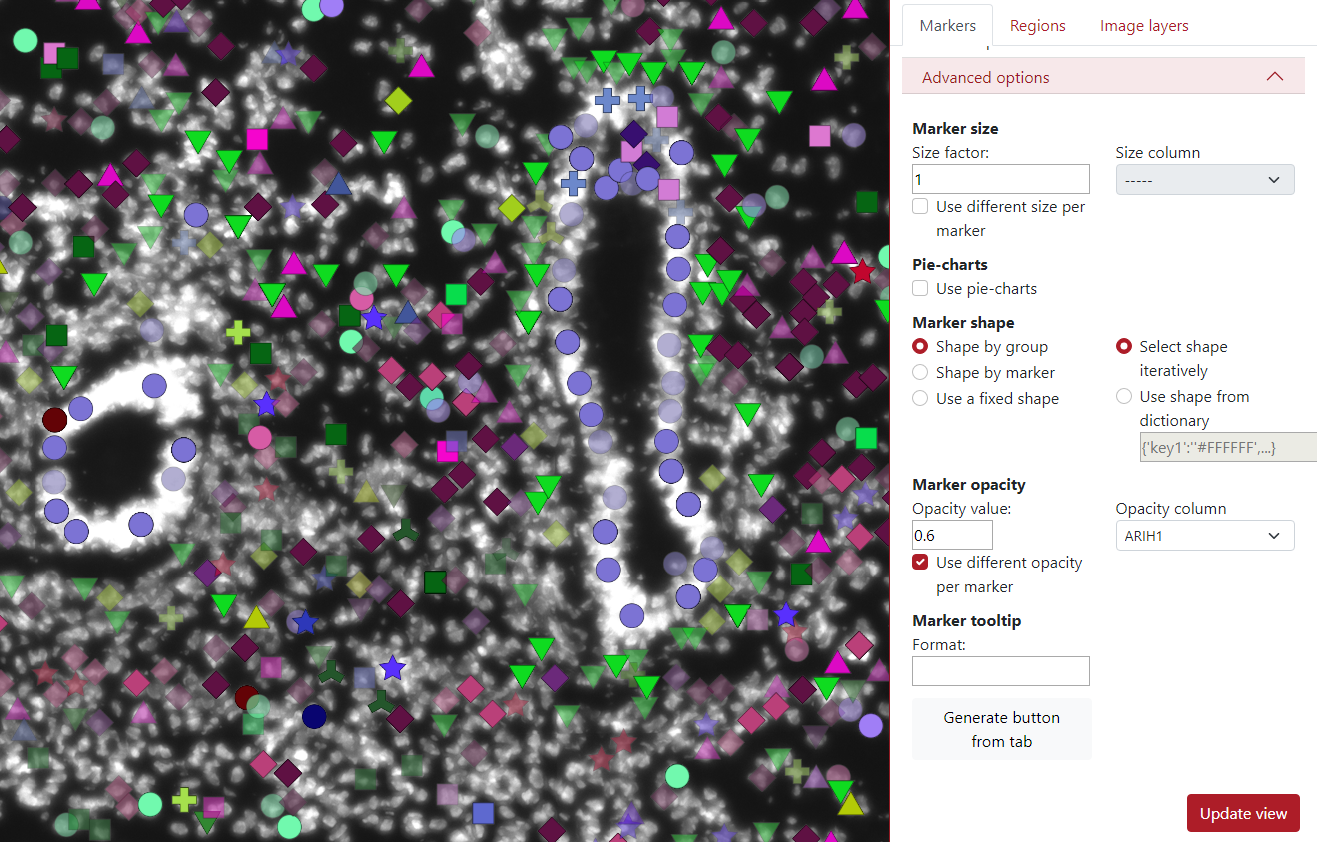 Markers Regions Image layers
Advanced options
Marker size
Size factor: Size column
1 -----
Use different size per
marker
Pie-charts
Use pie-charts
Marker shape
Shape by group Select shape
iteratively
Shape by marker
Use a fixed shape Use shape from
dictionary
{'key1':''#FFFFFF',...}
Marker opacity
Opacity value: Opacity column
0.6 ARIH1
Use different opacity
per marker
Marker tooltip
Format:
Generate button
from tab
Update view